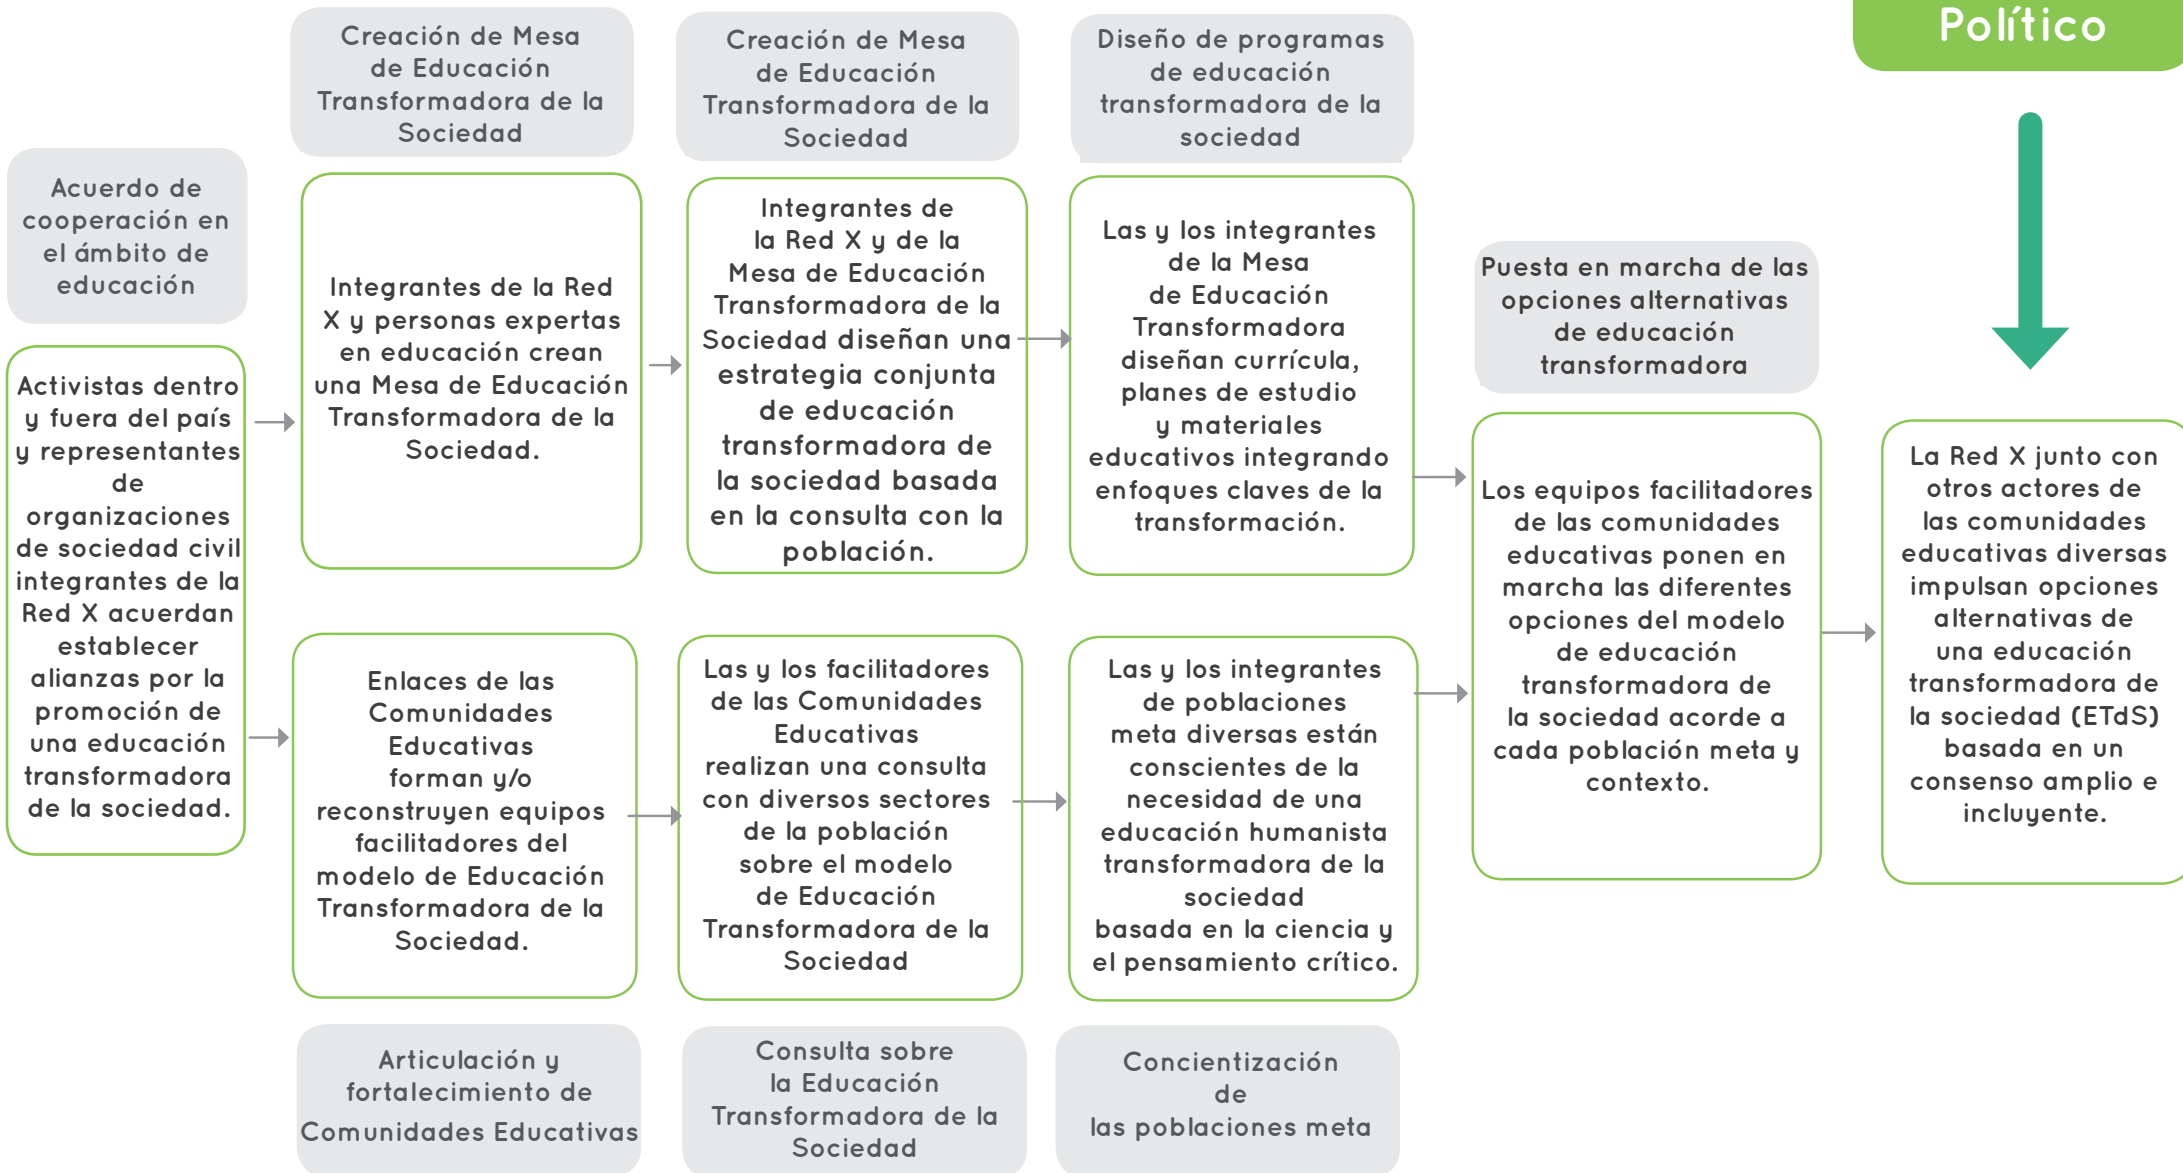 Político
Creación de Mesa
de Educación
Transformadora de la
Sociedad
Creación de Mesa
de Educación
Transformadora de la
Sociedad
Diseño de programas
de educación
transformadora de la
sociedad
Acuerdo de
cooperación en
el ámbito de
educación
Activistas dentro
y fuera del país
y representantes
de
organizaciones
de sociedad civil
integrantes de la
Red X acuerdan
establecer
alianzas por la
promoción de
una educación
transformadora
de la sociedad.
Integrantes de la Red
X y personas expertas
en educación crean
una Mesa de Educación
Transformadora de la
Sociedad.
Integrantes de
la Red X y de la
Mesa de Educación
Transformadora de la
Sociedad diseñan una
estrategia conjunta
de educación
transformadora de
la sociedad basada
en la consulta con la
población.
Las y los integrantes
de la Mesa
de Educación
Transformadora
diseñan currícula,
planes de estudio
y materiales
educativos integrando
enfoques claves de la
transformación.
Puesta en marcha de las
opciones alternativas
de educación
transformadora
Los equipos facilitadores
de las comunidades
educativas ponen en
marcha las diferentes
opciones del modelo
de educación
transformadora de
la sociedad acorde a
cada población meta y
contexto.
La Red X junto con
otros actores de
las comunidades
educativas diversas
impulsan opciones
alternativas de
una educación
transformadora de
la sociedad (ETdS)
basada en un
consenso amplio e
incluyente.
Enlaces de las
Comunidades
Educativas
forman y/o
reconstruyen equipos
facilitadores del
modelo de Educación
Transformadora de la
Sociedad.
Las y los facilitadores
de las Comunidades
Educativas
realizan una consulta
con diversos sectores
de la población
sobre el modelo
de Educación
Transformadora de la
Sociedad
Las y los integrantes
de poblaciones
meta diversas están
conscientes de la
necesidad de una
educación humanista
transformadora de la
sociedad
basada en la ciencia y
el pensamiento crítico.
Articulación y
fortalecimiento de
Comunidades Educativas
Consulta sobre
la Educación
Transformadora de la
Sociedad
Concientización
de
las poblaciones meta